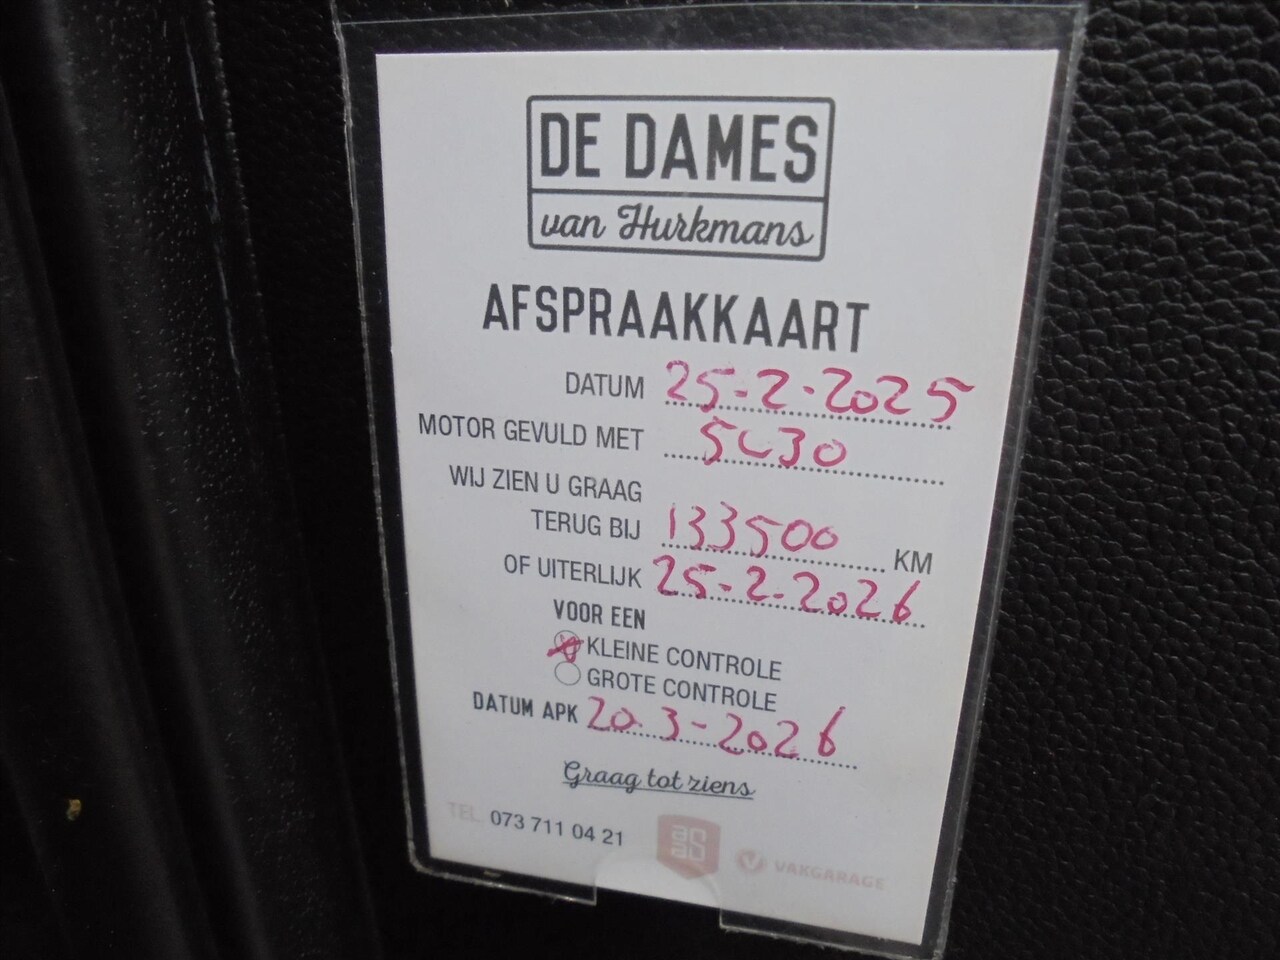 DE DAMES
van Hurkmans
AFSPRAAKKAART
DATUM 25-2-2025
MOTOR GEVULD MET 5W30
WIJ ZIEN U GRAAG
TERUG BIJ 133500 KM
OF UITERLIJK 25-2-2026
VOOR EEN
KLEINE CONTROLE
GROTE CONTROLE
DATUM APK 20.3-2026
Graag tot ziens
TEL. 073 711 04 21
VAKGARAGE